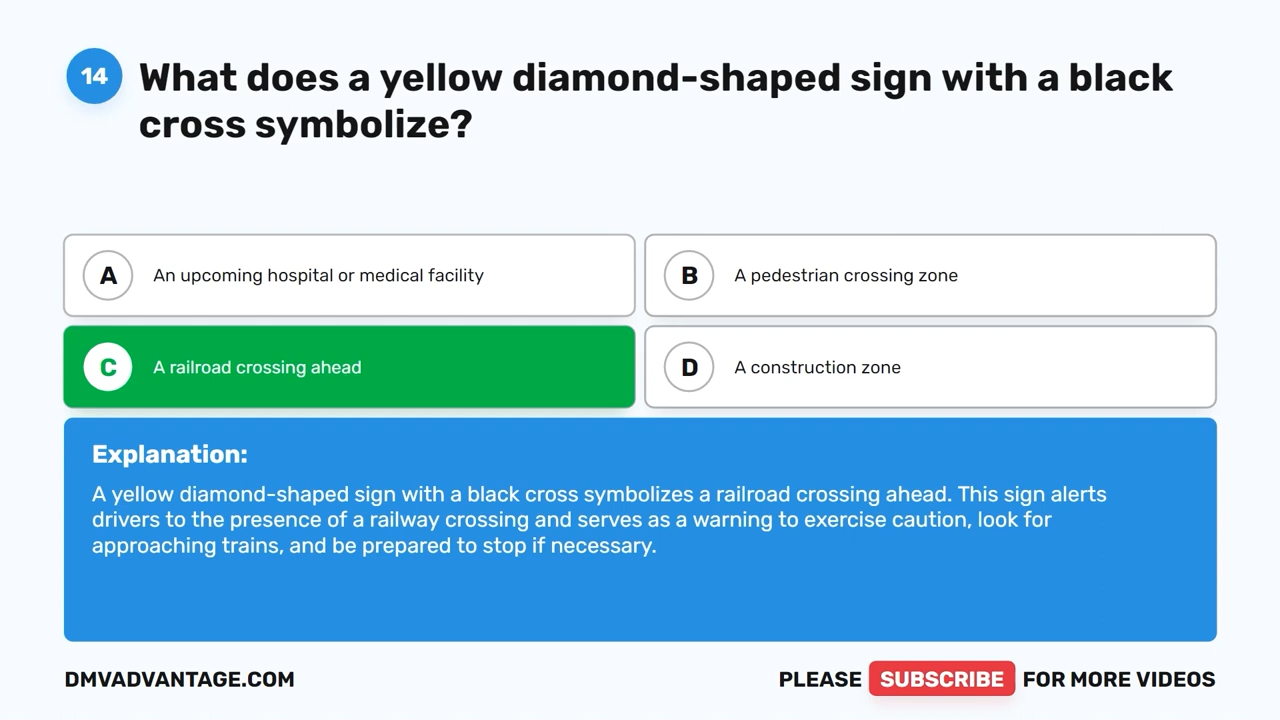 14
What does a yellow diamond-shaped sign with a black
cross symbolize?
A An upcoming hospital or medical facility
B A pedestrian crossing zone
C A railroad crossing ahead
D A construction zone
Explanation:
A yellow diamond-shaped sign with a black cross symbolizes a railroad crossing ahead. This sign alerts
drivers to the presence of a railway crossing and serves as a warning to exercise caution, look for
approaching trains, and be prepared to stop if necessary.
DMVADVANTAGE.COM
PLEASE SUBSCRIBE FOR MORE VIDEOS